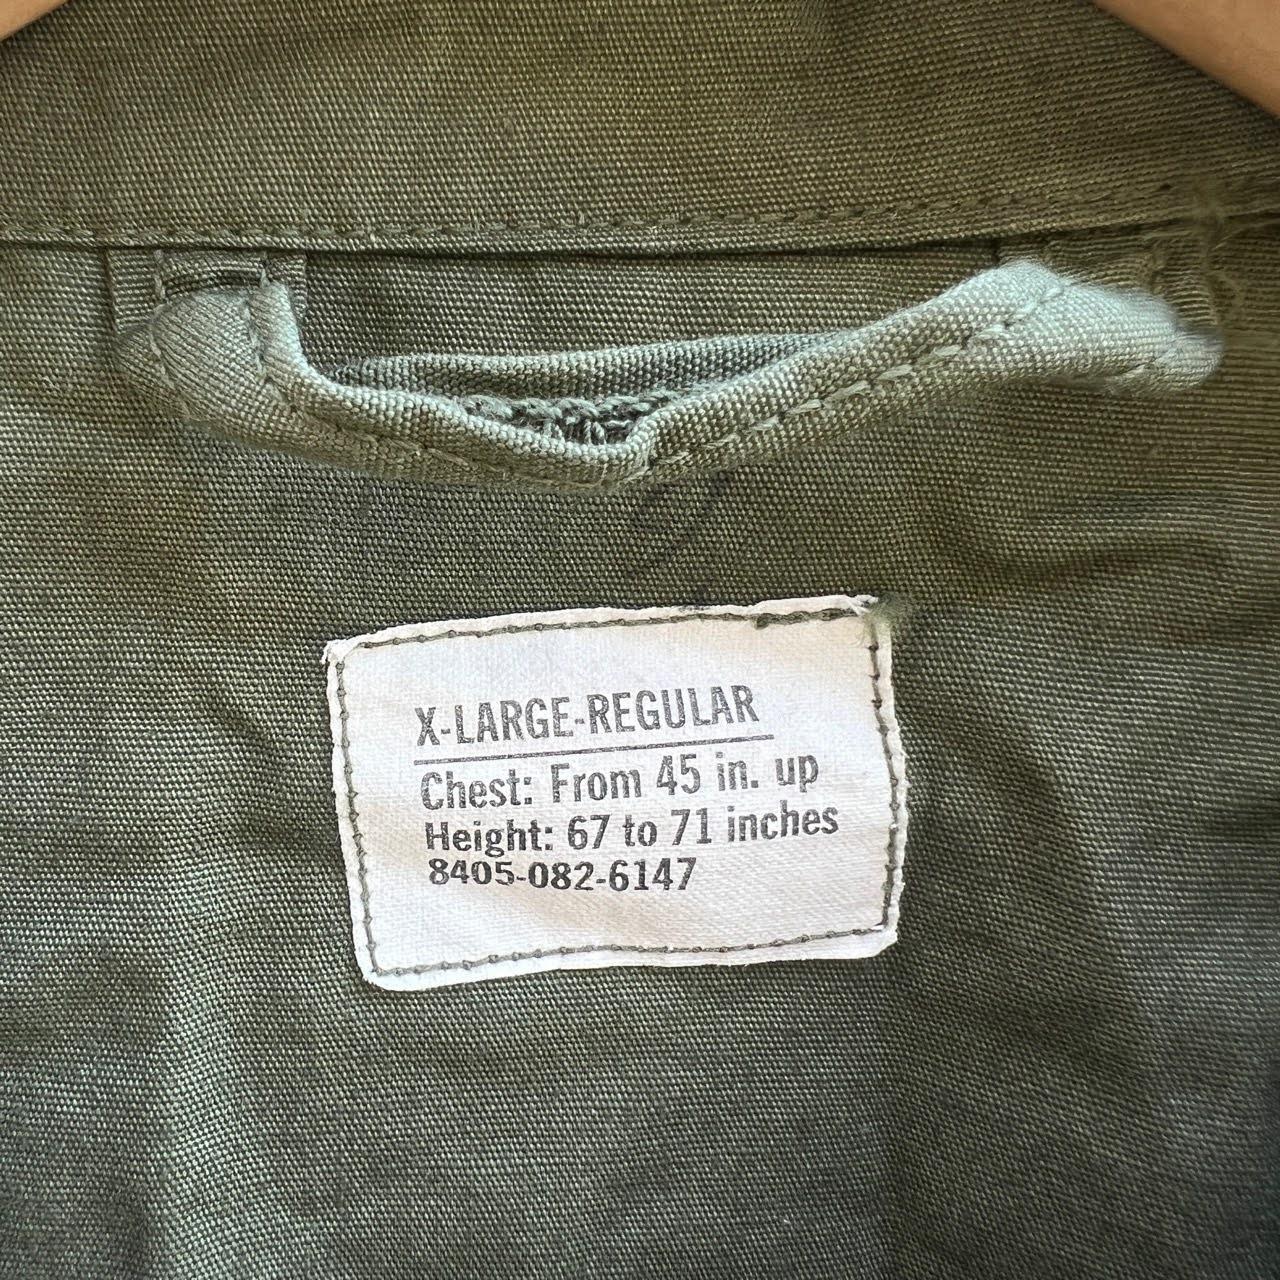 X-LARGE-REGULAR
Chest: From 45 in. up
Height: 67 to 71 inches
8405-082-6147